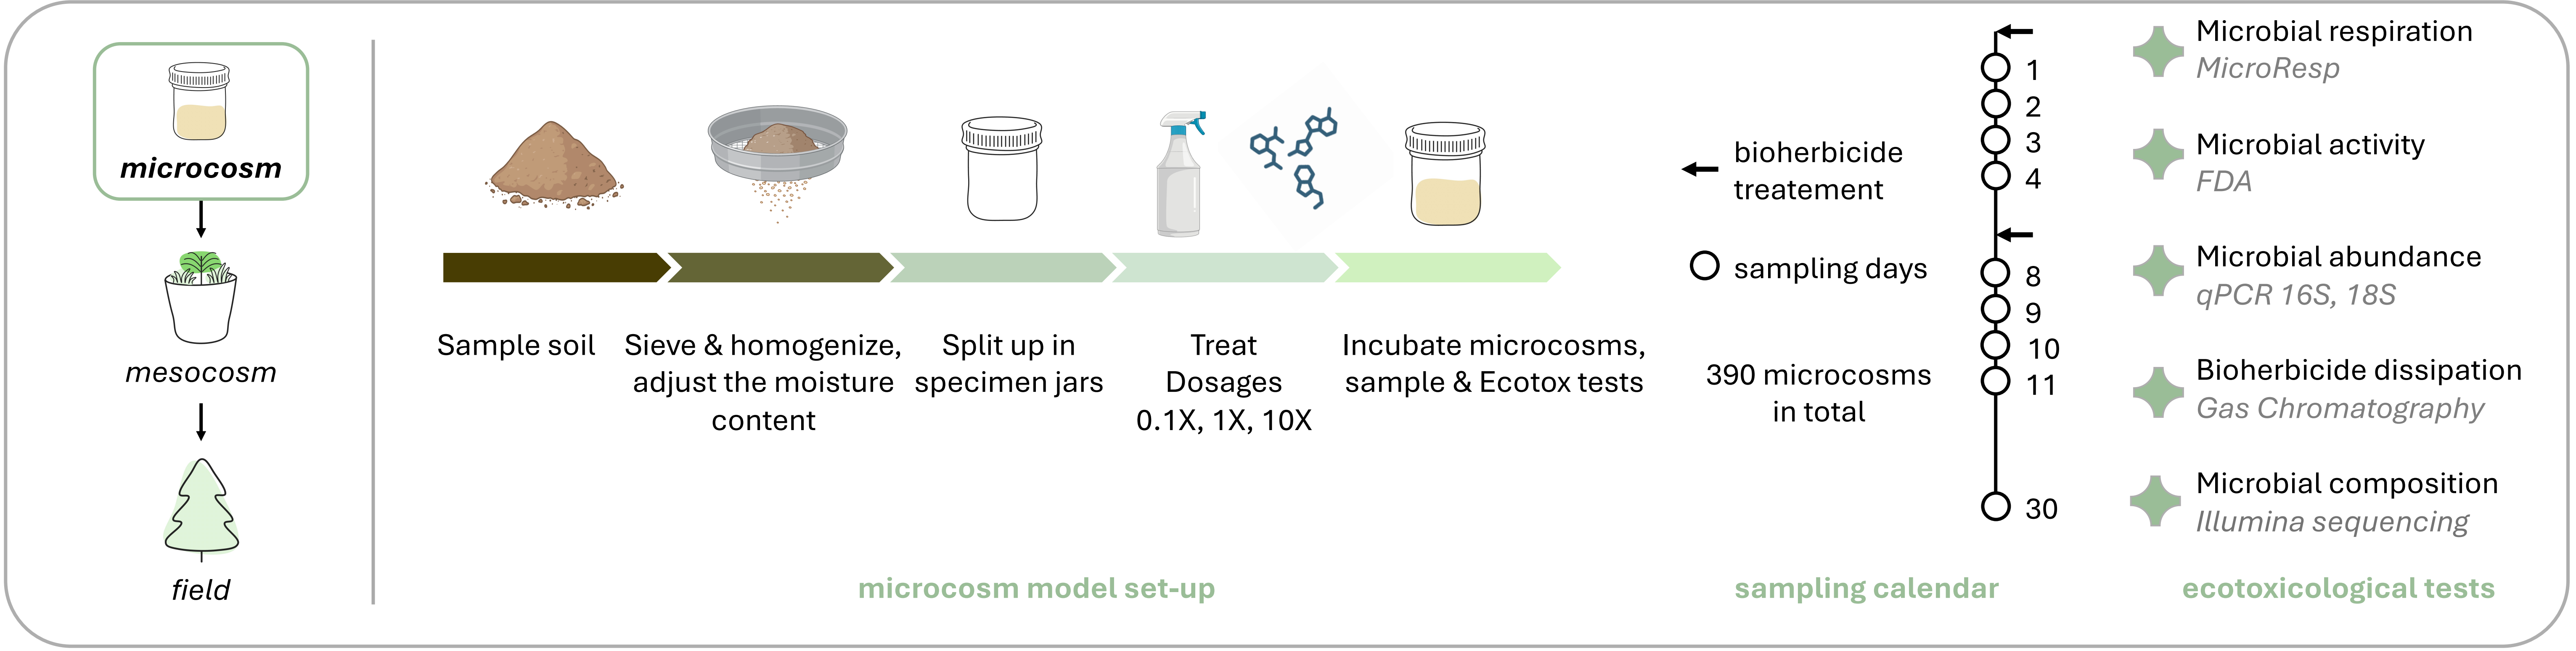 microcosm
mesocosm
field
Sample soil
Sieve & homogenize,
adjust the moisture
content
Split up in
specimen jars
Treat
Dosages
0.1X, 1X, 10X
Incubate microcosms,
sample & Ecotox tests
microcosm model set-up
bioherbicide
treatement
sampling days
390 microcosms
in total
1
2
3
4
8
9
10
11
30
sampling calendar
Microbial respiration
MicroResp
Microbial activity
FDA
Microbial abundance
qPCR 16S, 18S
Bioherbicide dissipation
Gas Chromatography
Microbial composition
Illumina sequencing
ecotoxicological tests